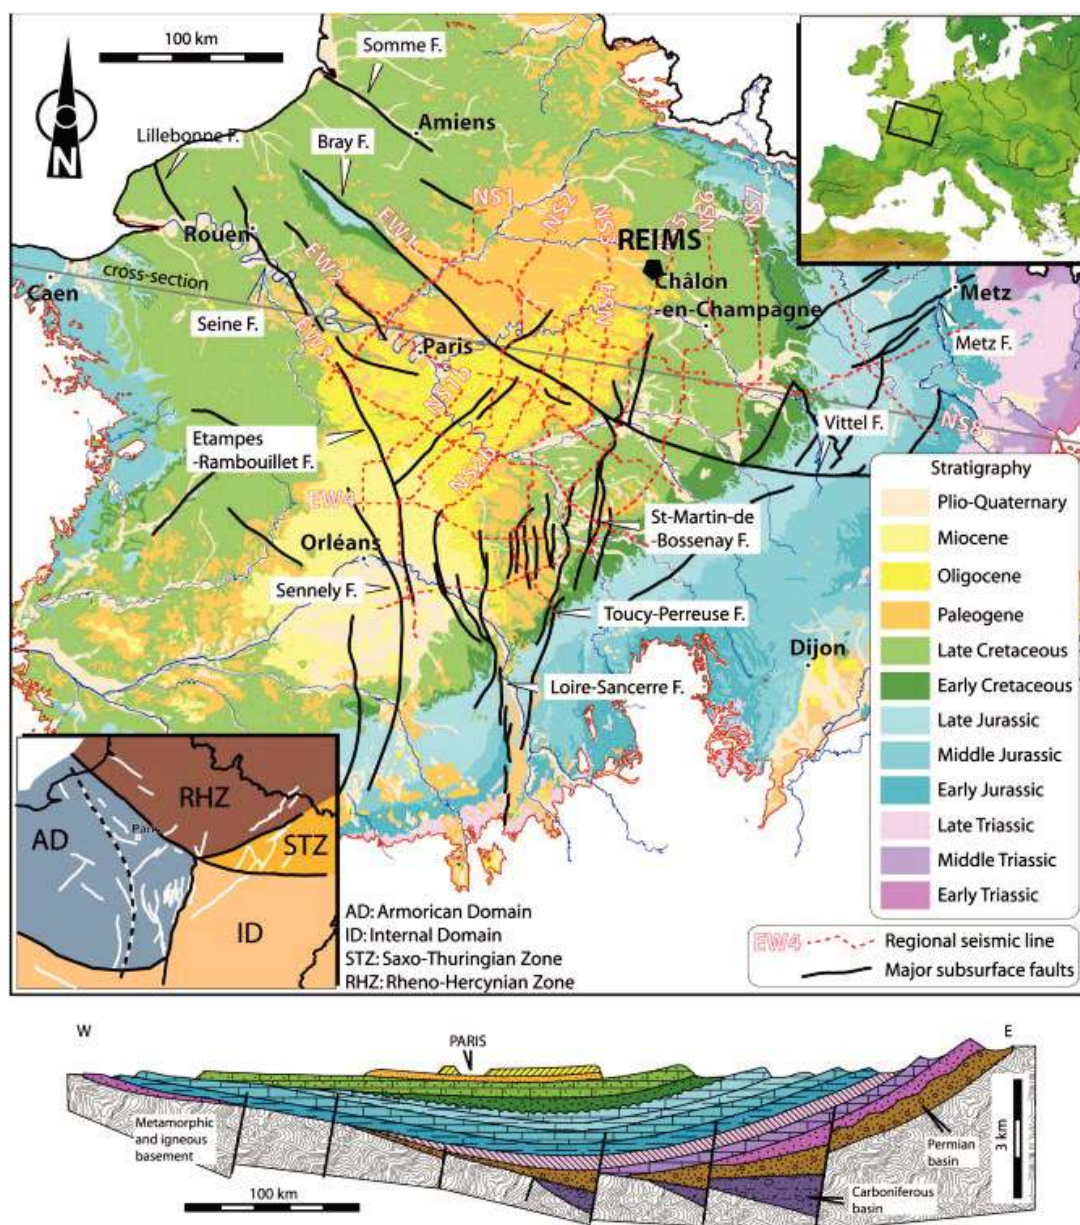 100 km
Somme F.
Lillebonne F.
Bray F.
Amiens
N
NS1
NS2
NS3
NS6
NS7
EW1
Rouen
REIMS
EW2
cross-section
Caen
Châlon
-en-Champagne
Metz
Seine F.
NS4
Paris
Metz F.
NS1b
Etampes
-Rambouillet F.
Vittel F.
NS8
EW4
St-Martin-de
-Bossenay F.
Orléans
Sennely F.
Toucy-Perreuse F.
Dijon
Loire-Sancerre F.
Stratigraphy
Plio-Quaternary
Miocene
Oligocene
Paleogene
Late Cretaceous
Early Cretaceous
Late Jurassic
Middle Jurassic
Early Jurassic
Late Triassic
Middle Triassic
Early Triassic
EW4 Regional seismic line
Major subsurface faults
RHZ
AD
Paris
STZ
ID
AD: Armorican Domain
ID: Internal Domain
STZ: Saxo-Thuringian Zone
RHZ: Rheno-Hercynian Zone
W
PARIS
E
Metamorphic
and igneous
basement
Permian
basin
3 km
Carboniferous
basin
100 km